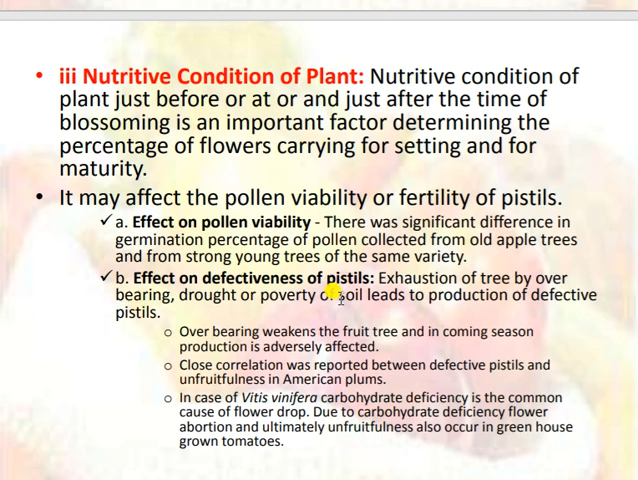 • iii Nutritive Condition of Plant: Nutritive condition of
plant just before or at or and just after the time of
blossoming is an important factor determining the
percentage of flowers carrying for setting and for
maturity.
• It may affect the pollen viability or fertility of pistils.
✓ a. Effect on pollen viability - There was significant difference in
germination percentage of pollen collected from old apple trees
and from strong young trees of the same variety.
✓ b. Effect on defectiveness of pistils: Exhaustion of tree by over
bearing, drought or poverty of soil leads to production of defective
pistils.
o Over bearing weakens the fruit tree and in coming season
production is adversely affected.
o Close correlation was reported between defective pistils and
unfruitfulness in American plums.
o In case of Vitis vinifera carbohydrate deficiency is the common
cause of flower drop. Due to carbohydrate deficiency flower
abortion and ultimately unfruitfulness also occur in green house
grown tomatoes.